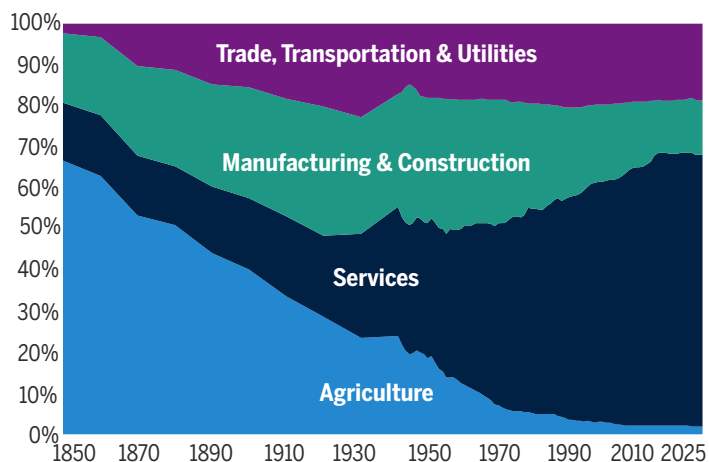 100%
90%
80%
70%
60%
50%
40%
30%
20%
10%
0%
Trade, Transportation & Utilities
Manufacturing & Construction
Services
Agriculture
1850 1870 1890 1910 1930 1950 1970 1990 2010 2025